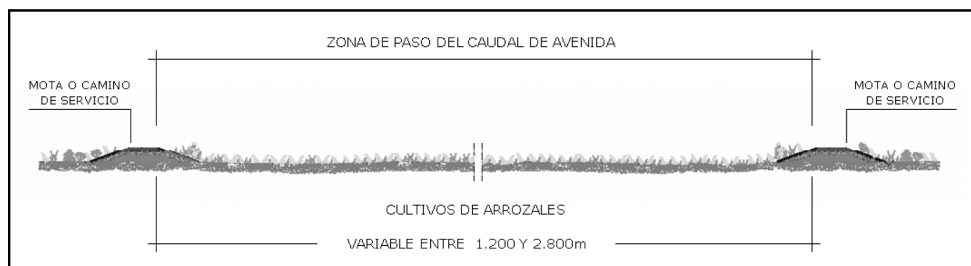 ZONA DE PASO DEL CAUDAL DE AVENIDA
MOTA O CAMINO
DE SERVICIO
MOTA O CAMINO
DE SERVICIO
CULTIVOS DE ARROZALES
VARIABLE ENTRE 1.200 Y 2.800m